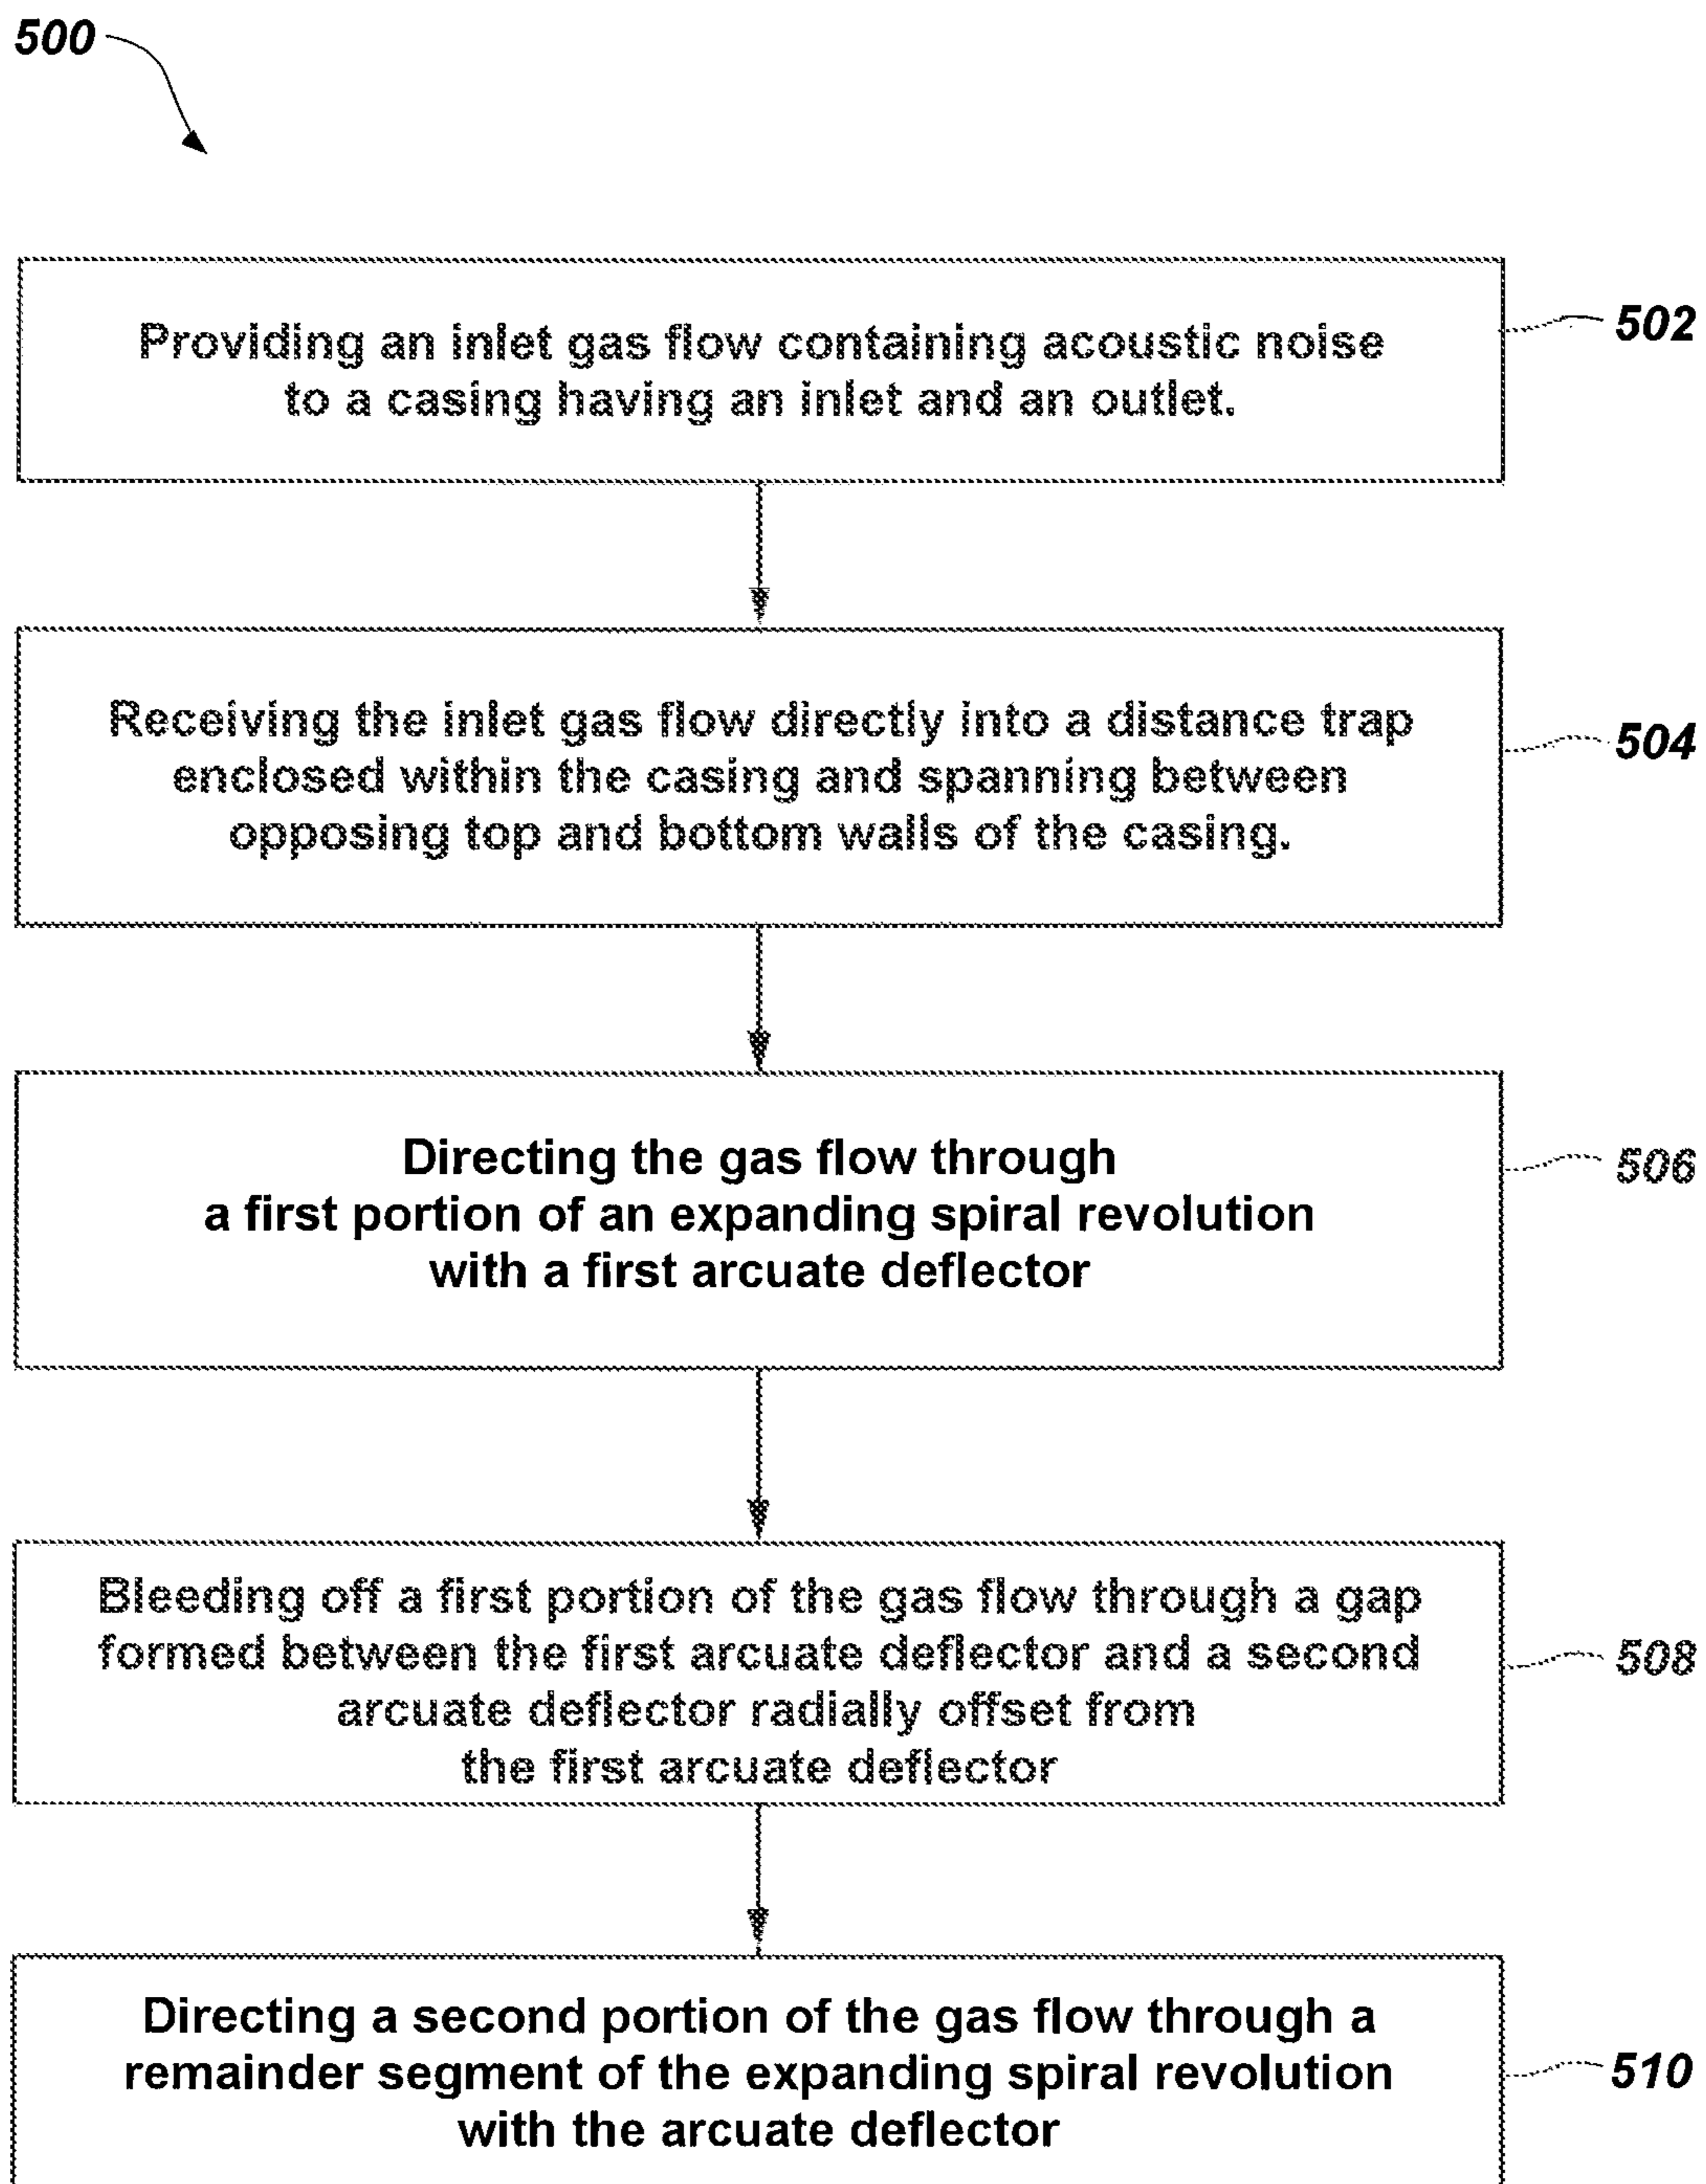 500
Providing an inlet gas flow containing acoustic noise
to a casing having an inlet and an outlet.
502
Receiving the inlet gas flow directly into a distance trap
enclosed within the casing and spanning between
opposing top and bottom walls of the casing.
504
Directing the gas flow through
a first portion of an expanding spiral revolution
with a first arcuate deflector
506
Bleeding off a first portion of the gas flow through a gap
formed between the first arcuate deflector and a second
arcuate deflector radially offset from
the first arcuate deflector
508
Directing a second portion of the gas flow through a
remainder segment of the expanding spiral revolution
with the arcuate deflector
510